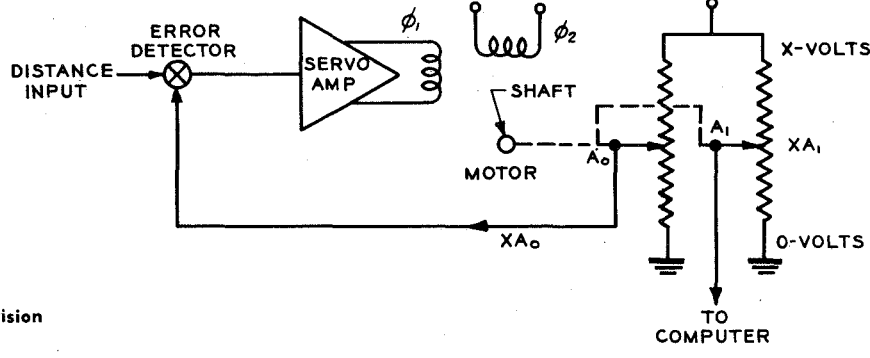 ERROR
DETECTOR
DISTANCE
INPUT
SERVO
AMP
ϕ₁
ϕ₂
SHAFT
MOTOR
A₀
A₁
X-VOLTS
XA₁
O-VOLTS
XA₀
TO
COMPUTER
ision